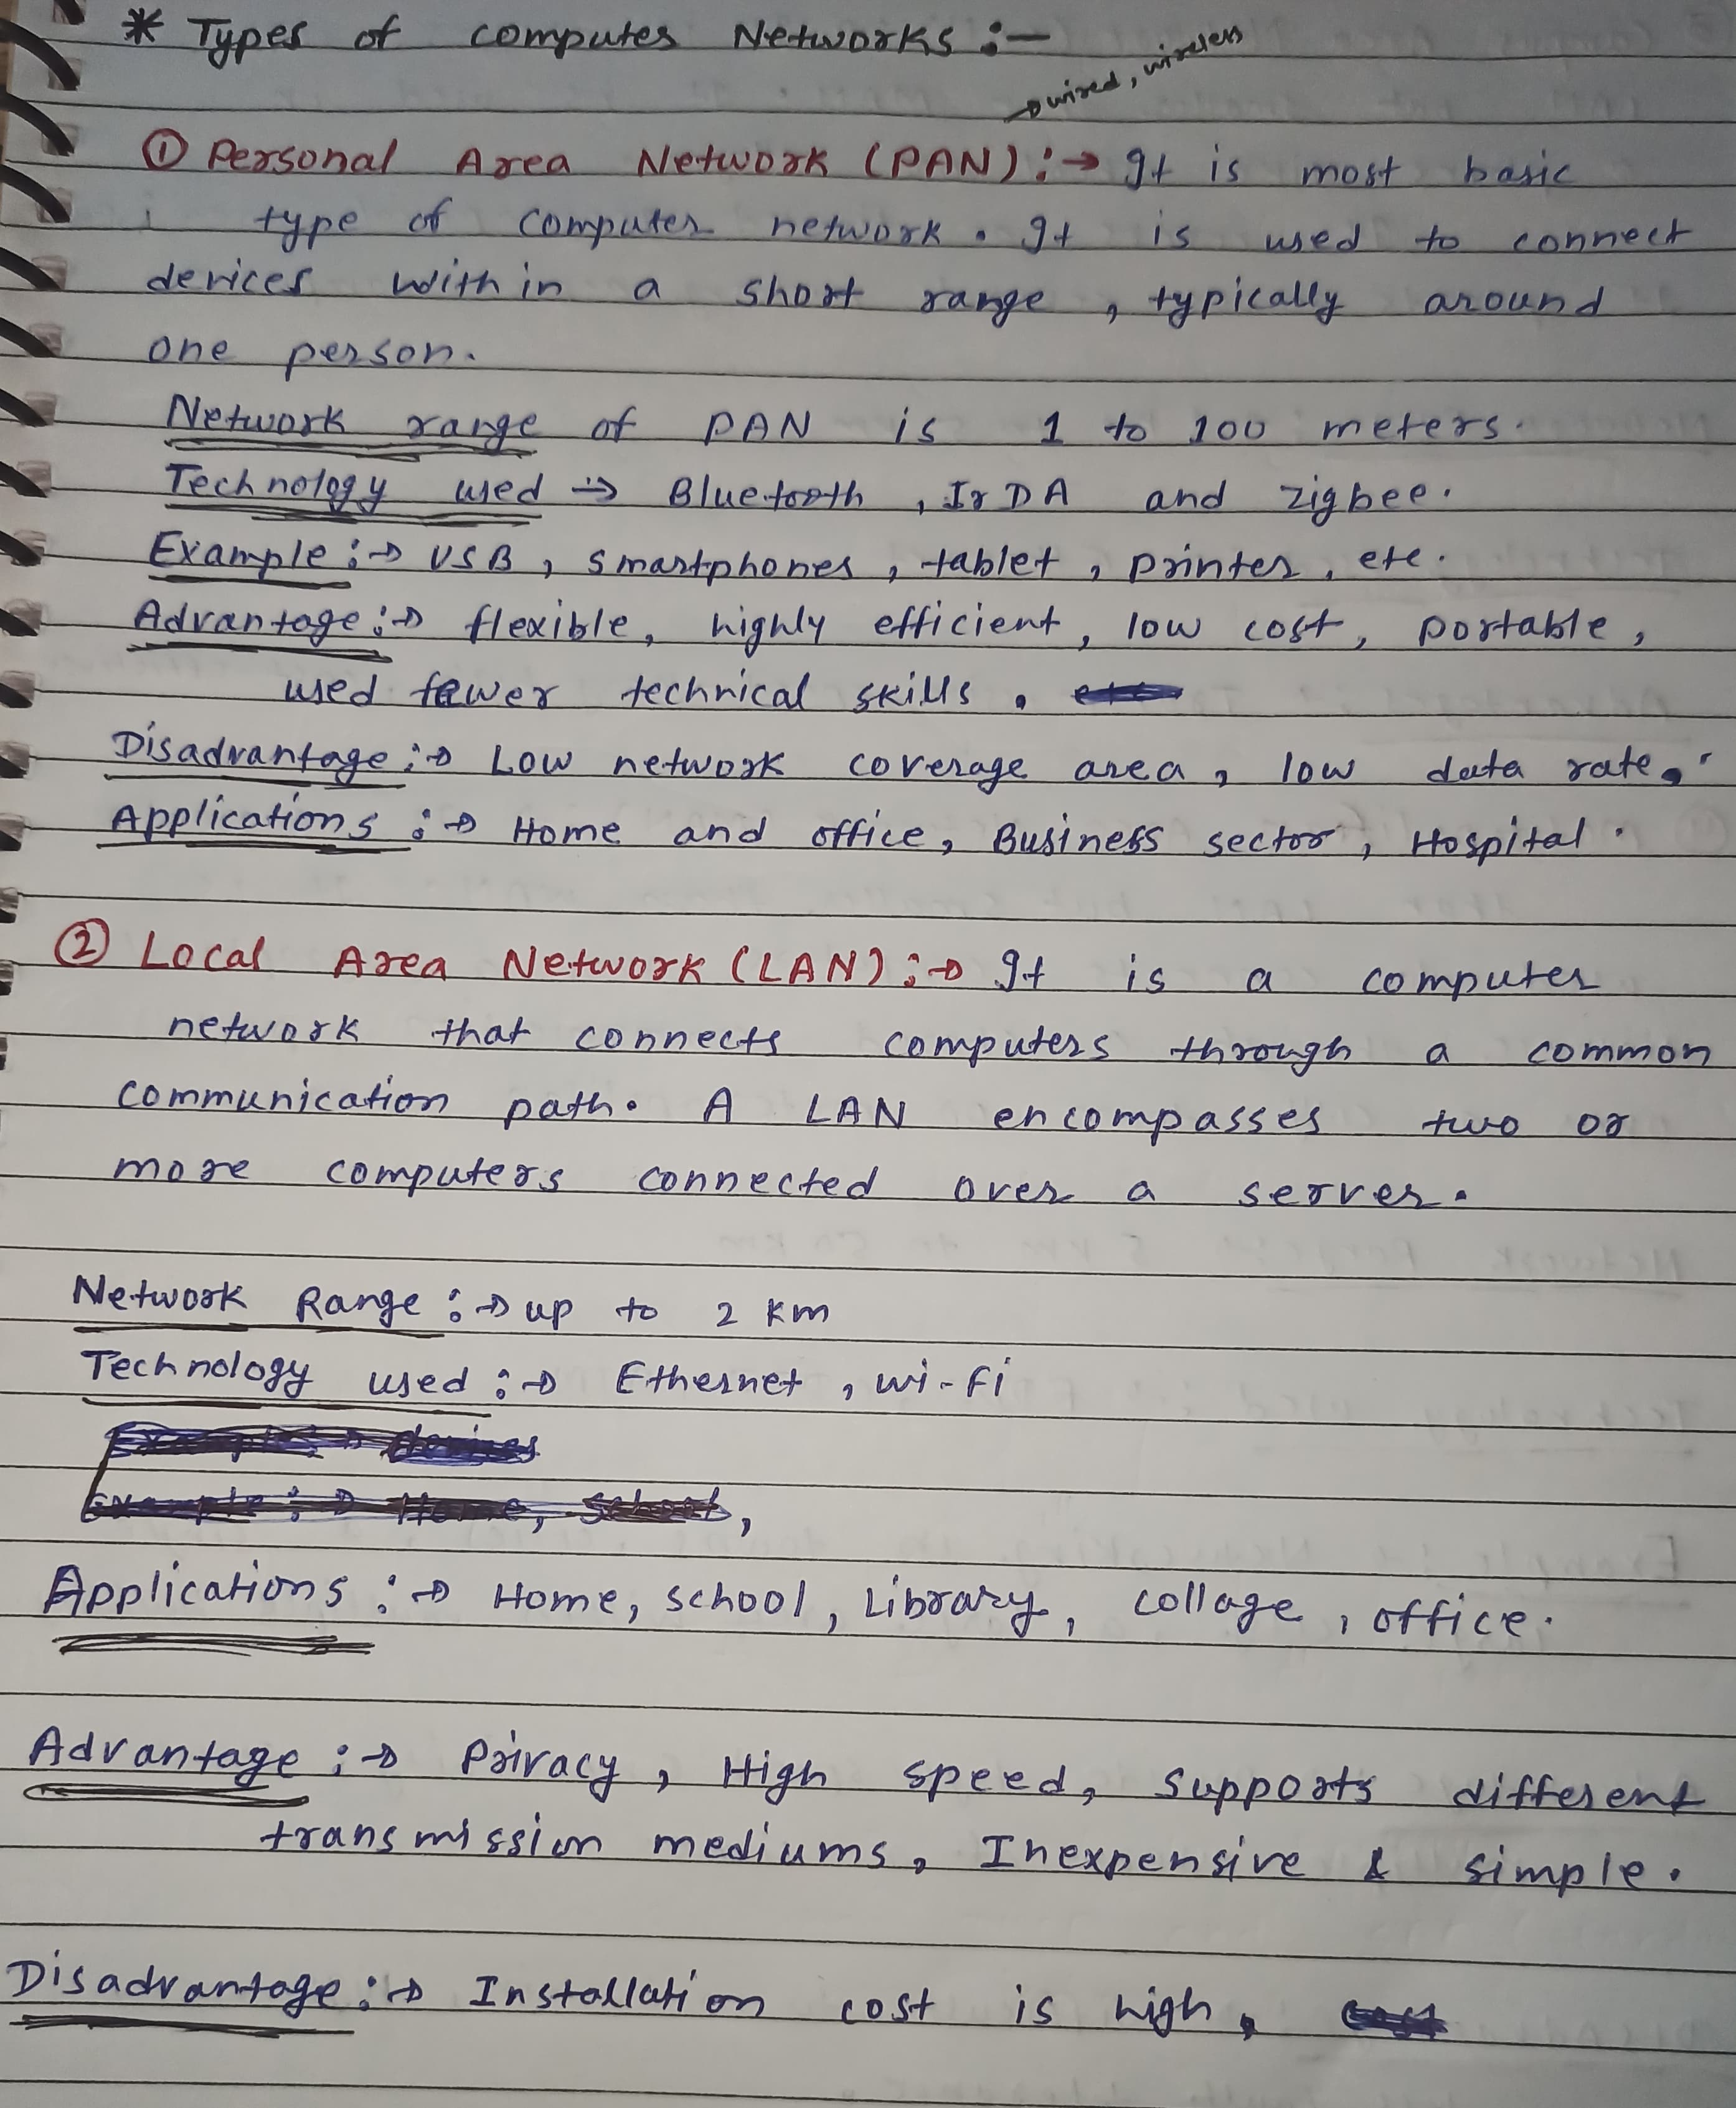 * Types of computer Networks :-
→ wired, wireless
① Personal Area Network (PAN) :→ It is most basic
type of computer network. It is used to connect
devices within a short range, typically around
one person.
Network range of PAN is 1 to 100 meters.
Technology used → Bluetooth, IrDA and zigbee.
Example :→ USB, smartphones, tablet, printer, etc.
Advantage :→ flexible, highly efficient, low cost, portable,
used fewer technical skills.
Disadvantage :→ Low network coverage area, low data rate.
Applications :→ Home and office, Business sector, Hospital.
② Local Area Network (LAN) :→ It is a computer
network that connects computers through a common
communication path. A LAN encompasses two or
more computers connected over a server.
Network Range :→ up to 2 km
Technology used :→ Ethernet, wi-fi
Applications :→ Home, school, Library, collage, office.
Advantage :→ Privacy, High speed, supports different
transmission mediums, Inexpensive & simple.
Disadvantage :→ Installation cost is high,